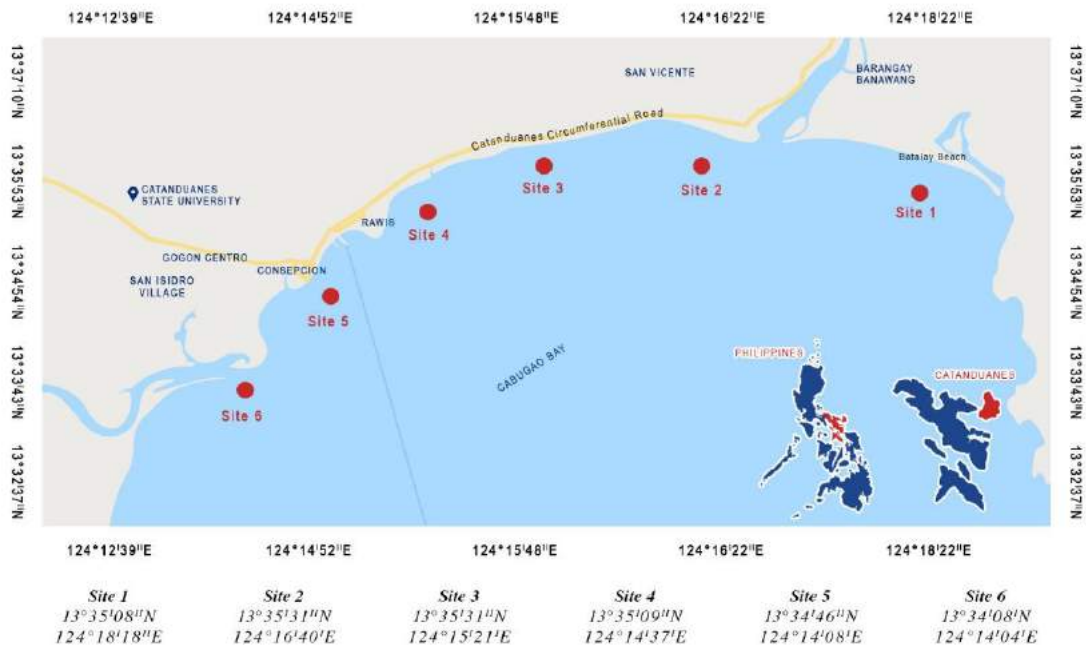 124°12'39"E 124°14'52"E 124°15'48"E 124°16'22"E 124°18'22"E
13°37'10"N
13°35'53"N
13°34'54"N
13°33'43"N
13°32'37"N
SAN VICENTE
BARANGAY
BANAWANG
Catanduanes Circumferential Road
Batalay Beach
Site 3
Site 2
Site 1
CATANDUANES
STATE UNIVERSITY
RAWIS
Site 4
GOGON CENTRO
CONSEPCION
SAN ISIDRO
VILLAGE
Site 5
CABUGAO BAY
PHILIPPINES
CATANDUANES
Site 6
13°37'10"N
13°35'53"N
13°34'54"N
13°33'43"N
13°32'37"N
124°12'39"E 124°14'52"E 124°15'48"E 124°16'22"E 124°18'22"E
Site 1 Site 2 Site 3 Site 4 Site 5 Site 6
13°35'08"N 13°35'31"N 13°35'31"N 13°35'09"N 13°34'46"N 13°34'08"N
124°18'18"E 124°16'40"E 124°15'21"E 124°14'37"E 124°14'08"E 124°14'04"E